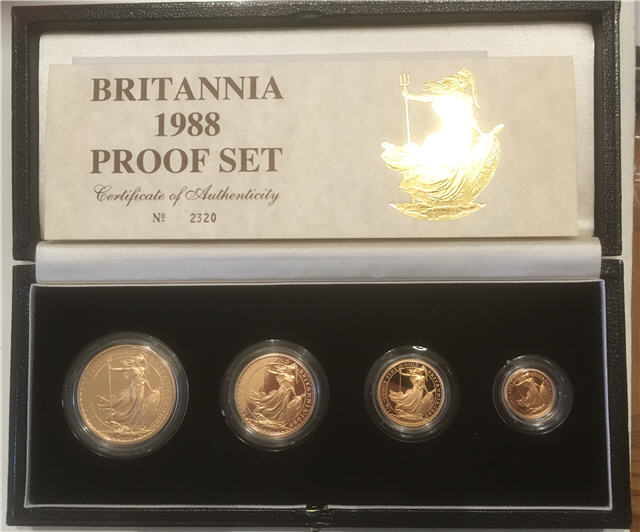 BRITANNIA
1988
PROOF SET
Certificate of Authenticity
Nº 2320